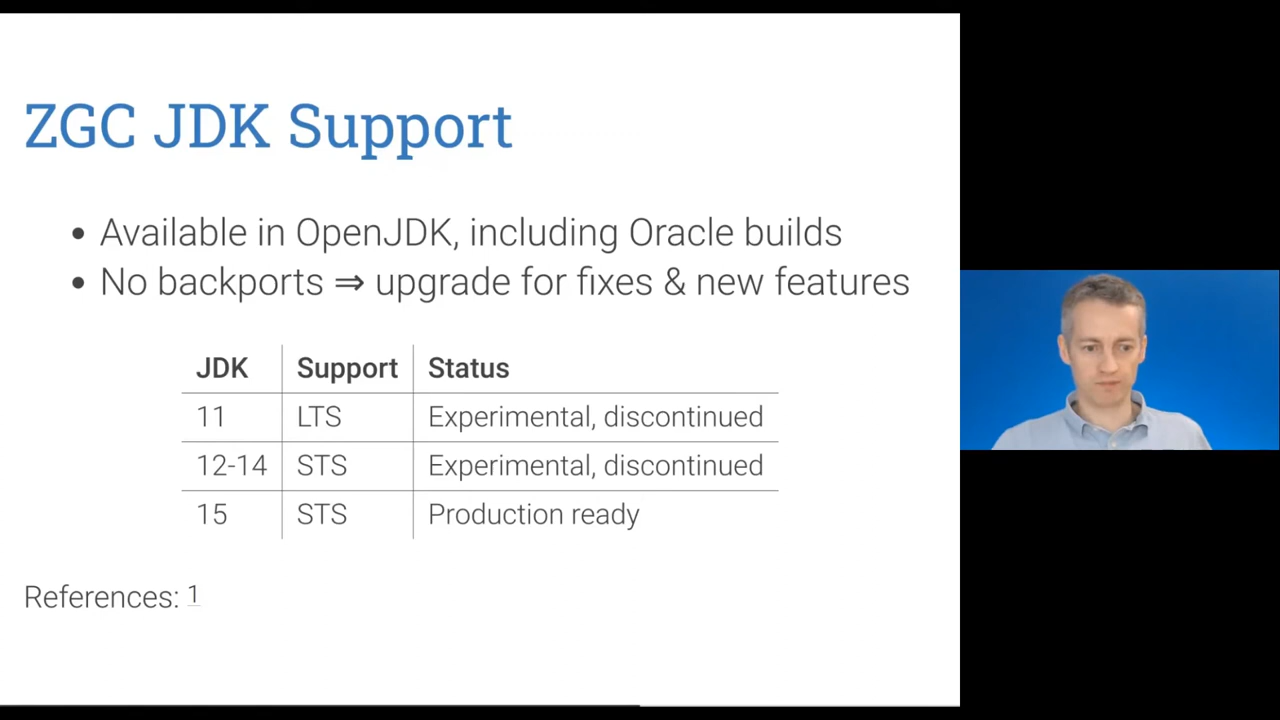 ZGC JDK Support
• Available in OpenJDK, including Oracle builds
• No backports ⇒ upgrade for fixes & new features
JDK Support Status
11 LTS Experimental, discontinued
12-14 STS Experimental, discontinued
15 STS Production ready
References: 1